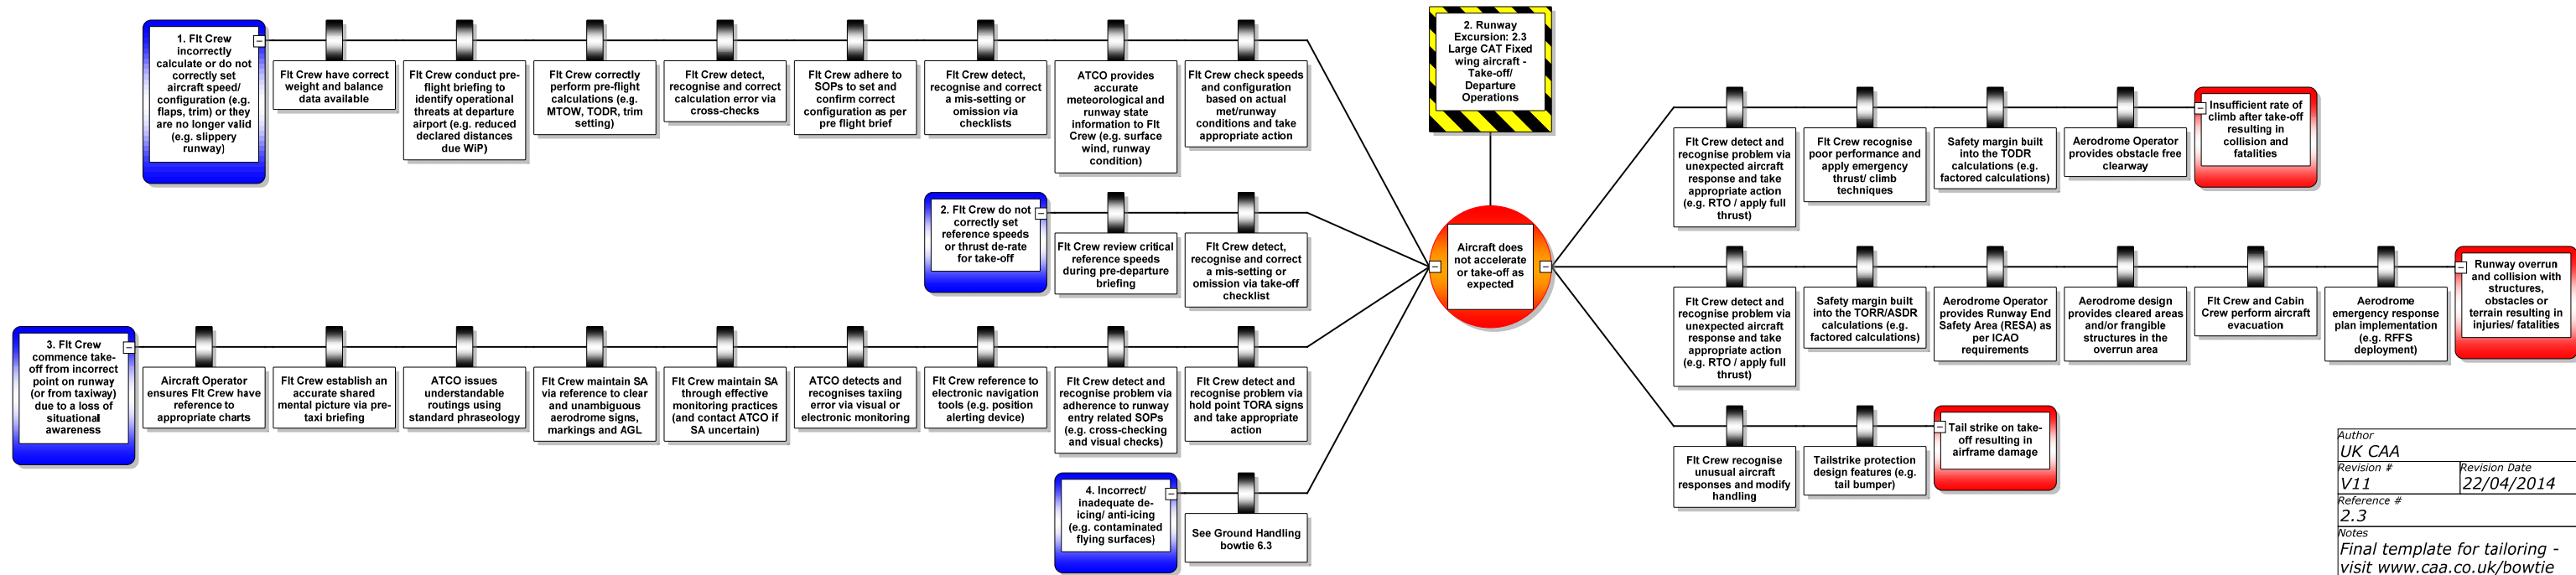 1. Flt Crew
incorrectly
calculate or do not
correctly set
aircraft speed/
configuration (e.g.
flaps, trim) or they
are no longer valid
(e.g. slippery
runway)
Flt Crew have correct
weight and balance
data available
Flt Crew conduct pre-
flight briefing to
identify operational
threats at departure
airport (e.g. reduced
declared distances
due WiP)
Flt Crew correctly
perform pre-flight
calculations (e.g.
MTOW, TODR, trim
setting)
Flt Crew detect,
recognise and correct
calculation error via
cross-checks
Flt Crew adhere to
SOPs to set and
confirm correct
configuration as per
pre flight brief
Flt Crew detect,
recognise and correct
a mis-setting or
omission via
checklists
ATCO provides
accurate
meteorological and
runway state
information to Flt
Crew (e.g. surface
wind, runway
condition)
Flt Crew check speeds
and configuration
based on actual
met/runway
conditions and take
appropriate action
2. Flt Crew do not
correctly set
reference speeds
or thrust de-rate
for take-off
Flt Crew review critical
reference speeds
during pre-departure
briefing
Flt Crew detect,
recognise and correct
a mis-setting or
omission via take-off
checklist
3. Flt Crew
commence take-
off from incorrect
point on runway
(or from taxiway)
due to a loss of
situational
awareness
Aircraft Operator
ensures Flt Crew have
reference to
appropriate charts
Flt Crew establish an
accurate shared
mental picture via pre-
taxi briefing
ATCO issues
understandable
routings using
standard phraseology
Flt Crew maintain SA
via reference to clear
and unambiguous
aerodrome signs,
markings and AGL
Flt Crew maintain SA
through effective
monitoring practices
(and contact ATCO if
SA uncertain)
ATCO detects and
recognises taxiing
error via visual or
electronic monitoring
Flt Crew reference to
electronic navigation
tools (e.g. position
alerting device)
Flt Crew detect and
recognise problem via
adherence to runway
entry related SOPs
(e.g. cross-checking
and visual checks)
Flt Crew detect and
recognise problem via
hold point TORA signs
and take appropriate
action
4. Incorrect/
inadequate de-
icing/ anti-icing
(e.g. contaminated
flying surfaces)
See Ground Handling
bowtie 6.3
2. Runway
Excursion: 2.3
Large CAT Fixed
wing aircraft -
Take-off/
Departure
Operations
Aircraft does
not accelerate
or take-off as
expected
Flt Crew detect and
recognise problem via
unexpected aircraft
response and take
appropriate action
(e.g. RTO / apply full
thrust)
Flt Crew recognise
poor performance and
apply emergency
thrust/ climb
techniques
Safety margin built
into the TODR
calculations (e.g.
factored calculations)
Aerodrome Operator
provides obstacle free
clearway
Insufficient rate of
climb after take-off
resulting in
collision and
fatalities
Flt Crew detect and
recognise problem via
unexpected aircraft
response and take
appropriate action
(e.g. RTO / apply full
thrust)
Safety margin built
into the TORR/ASDR
calculations (e.g.
factored calculations)
Aerodrome Operator
provides Runway End
Safety Area (RESA) as
per ICAO
requirements
Aerodrome design
provides cleared areas
and/or frangible
structures in the
overrun area
Flt Crew and Cabin
Crew perform aircraft
evacuation
Aerodrome
emergency response
plan implementation
(e.g. RFFS
deployment)
Runway overrun
and collision with
structures,
obstacles or
terrain resulting in
injuries/ fatalities
Flt Crew recognise
unusual aircraft
responses and modify
handling
Tailstrike protection
design features (e.g.
tail bumper)
Tail strike on take-
off resulting in
airframe damage
Author
UK CAA
Revision #
V11
Revision Date
22/04/2014
Reference #
2.3
Notes
Final template for tailoring -
visit www.caa.co.uk/bowtie